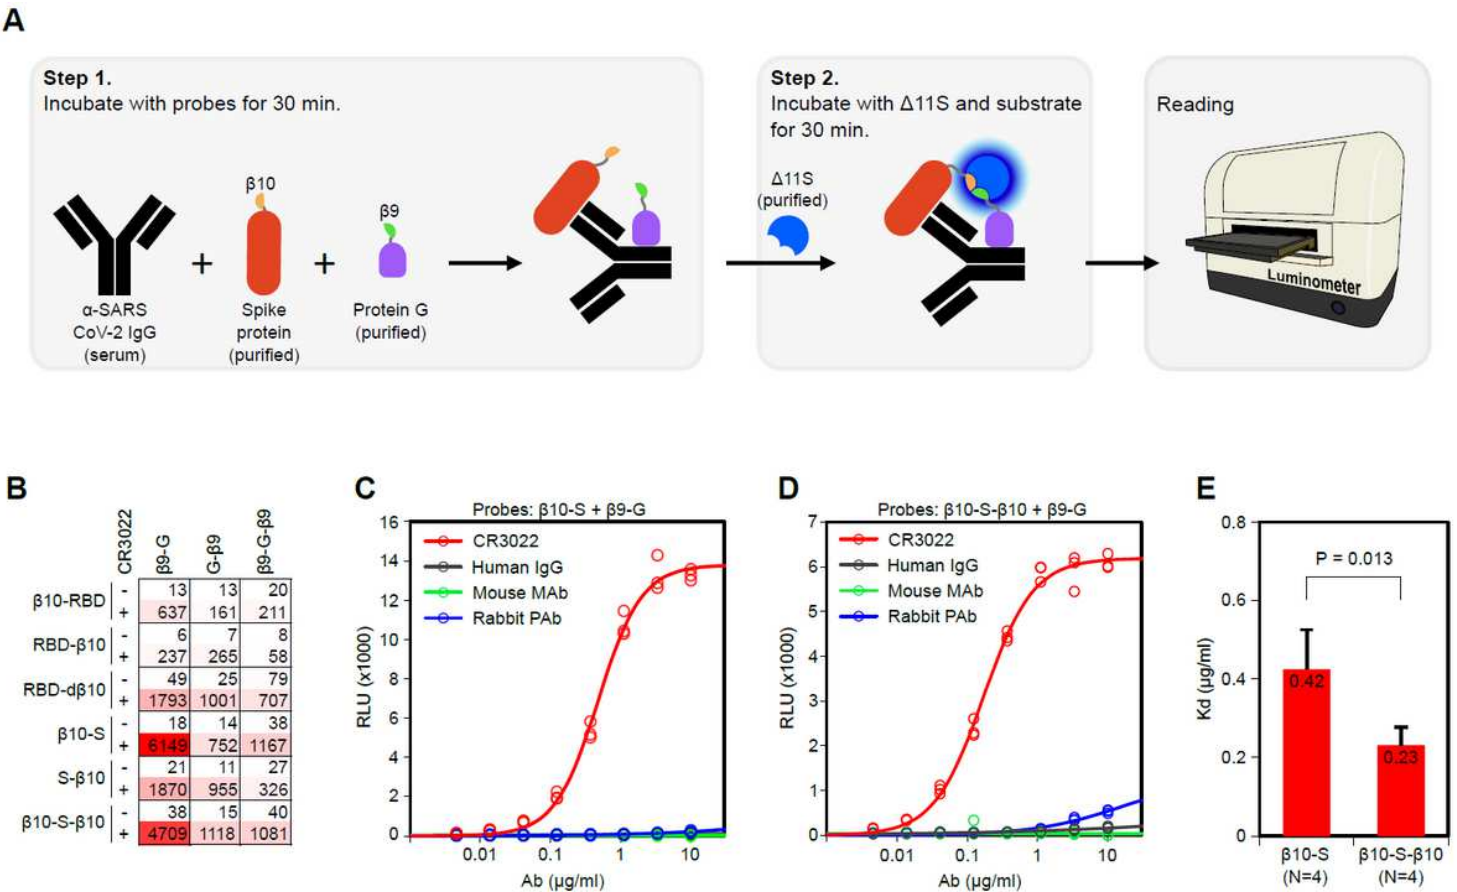 A
Step 1.
Incubate with probes for 30 min.
β10
β9
+
+
α-SARS
CoV-2 IgG
(serum)
Spike
protein
(purified)
Protein G
(purified)
Step 2.
Incubate with Δ11S and substrate
for 30 min.
Δ11S
(purified)
Reading
Luminometer
B
CR3022 β9-G G-β9 β9-G-β9
β10-RBD
- 13 13 20
+ 637 161 211
RBD-β10
- 6 7 8
+ 237 265 58
RBD-dβ10
- 49 25 79
+ 1793 1001 707
β10-S
- 18 14 38
+ 6149 752 1167
S-β10
- 21 11 27
+ 1870 955 326
β10-S-β10
- 38 15 40
+ 4709 1118 1081
C
Probes: β10-S + β9-G
CR3022
Human IgG
Mouse MAb
Rabbit PAb
16
14
12
10
8
6
4
2
0
RLU (x1000)
0.01 0.1 1 10
Ab (µg/ml)
D
Probes: β10-S-β10 + β9-G
CR3022
Human IgG
Mouse MAb
Rabbit PAb
7
6
5
4
3
2
1
0
RLU (x1000)
0.01 0.1 1 10
Ab (µg/ml)
E
P = 0.013
0.8
0.6
0.4
0.2
0
Kd (µg/ml)
0.42
0.23
β10-S
(N=4)
β10-S-β10
(N=4)